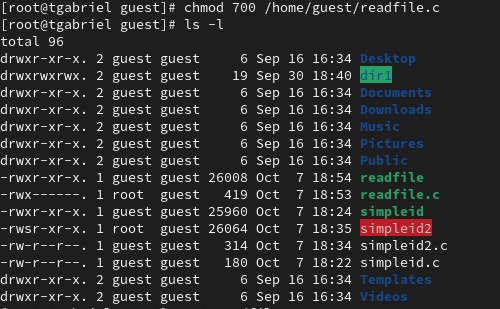 [root@tgabriel guest]# chmod 700 /home/guest/readfile.c
[root@tgabriel guest]# ls -l
total 96
drwxr-xr-x. 2 guest guest     6 Sep 16 16:34 Desktop
drwxrwxrwx. 2 guest guest    19 Sep 30 18:40 dir1
drwxr-xr-x. 2 guest guest     6 Sep 16 16:34 Documents
drwxr-xr-x. 2 guest guest     6 Sep 16 16:34 Downloads
drwxr-xr-x. 2 guest guest     6 Sep 16 16:34 Music
drwxr-xr-x. 2 guest guest     6 Sep 16 16:34 Pictures
drwxr-xr-x. 2 guest guest     6 Sep 16 16:34 Public
-rwxr-xr-x. 1 guest guest 26008 Oct  7 18:54 readfile
-rwx------. 1 root  guest   419 Oct  7 18:53 readfile.c
-rwxr-xr-x. 1 guest guest 25960 Oct  7 18:24 simpleid
-rwsr-xr-x. 1 root  guest 26064 Oct  7 18:35 simpleid2
-rw-r--r--. 1 guest guest   314 Oct  7 18:34 simpleid2.c
-rw-r--r--. 1 guest guest   180 Oct  7 18:22 simpleid.c
drwxr-xr-x. 2 guest guest     6 Sep 16 16:34 Templates
drwxr-xr-x. 2 guest guest     6 Sep 16 16:34 Videos